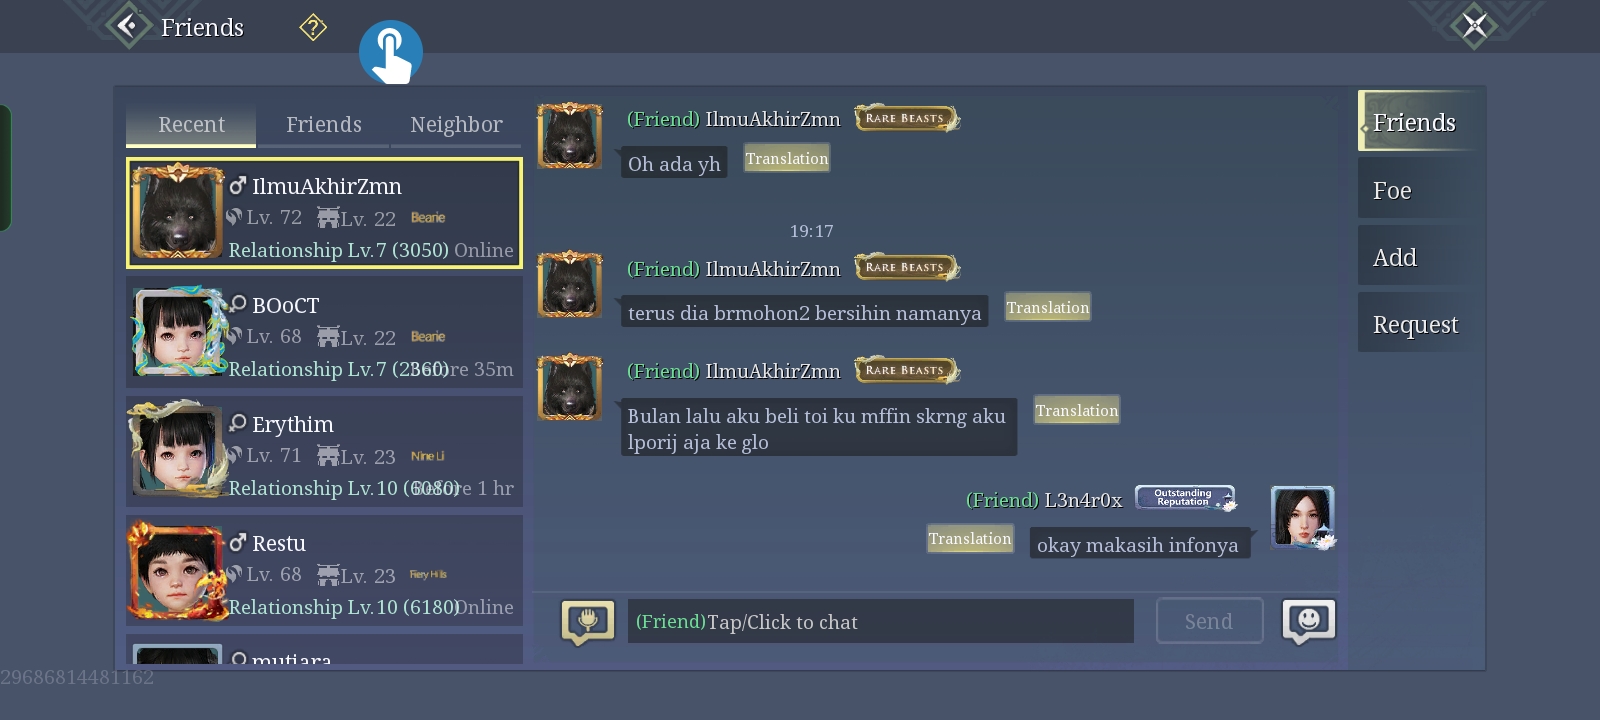 Friends
?
Recent
Friends
Neighbor
IlmuAkhirZmn
Lv. 72
Lv. 22
Bearie
Relationship Lv.7 (3050) Online
BOoCT
Lv. 68
Lv. 22
Bearie
Relationship Lv.7 (2360) Before 35m
Erythim
Lv. 71
Lv. 23
Nine Li
Relationship Lv.10 (6080) Before 1 hr
Restu
Lv. 68
Lv. 23
Fiery Hills
Relationship Lv.10 (6180) Online
mutiara
(Friend) IlmuAkhirZmn RARE BEASTS
Oh ada yh
Translation
19:17
(Friend) IlmuAkhirZmn RARE BEASTS
terus dia brmohon2 bersihin namanya
Translation
(Friend) IlmuAkhirZmn RARE BEASTS
Bulan lalu aku beli toi ku mffin skrng aku
lporij aja ke glo
Translation
(Friend) L3n4r0x
Outstanding
Reputation
Translation
okay makasih infonya
(Friend)Tap/Click to chat
Send
Friends
Foe
Add
Request
29686814481162